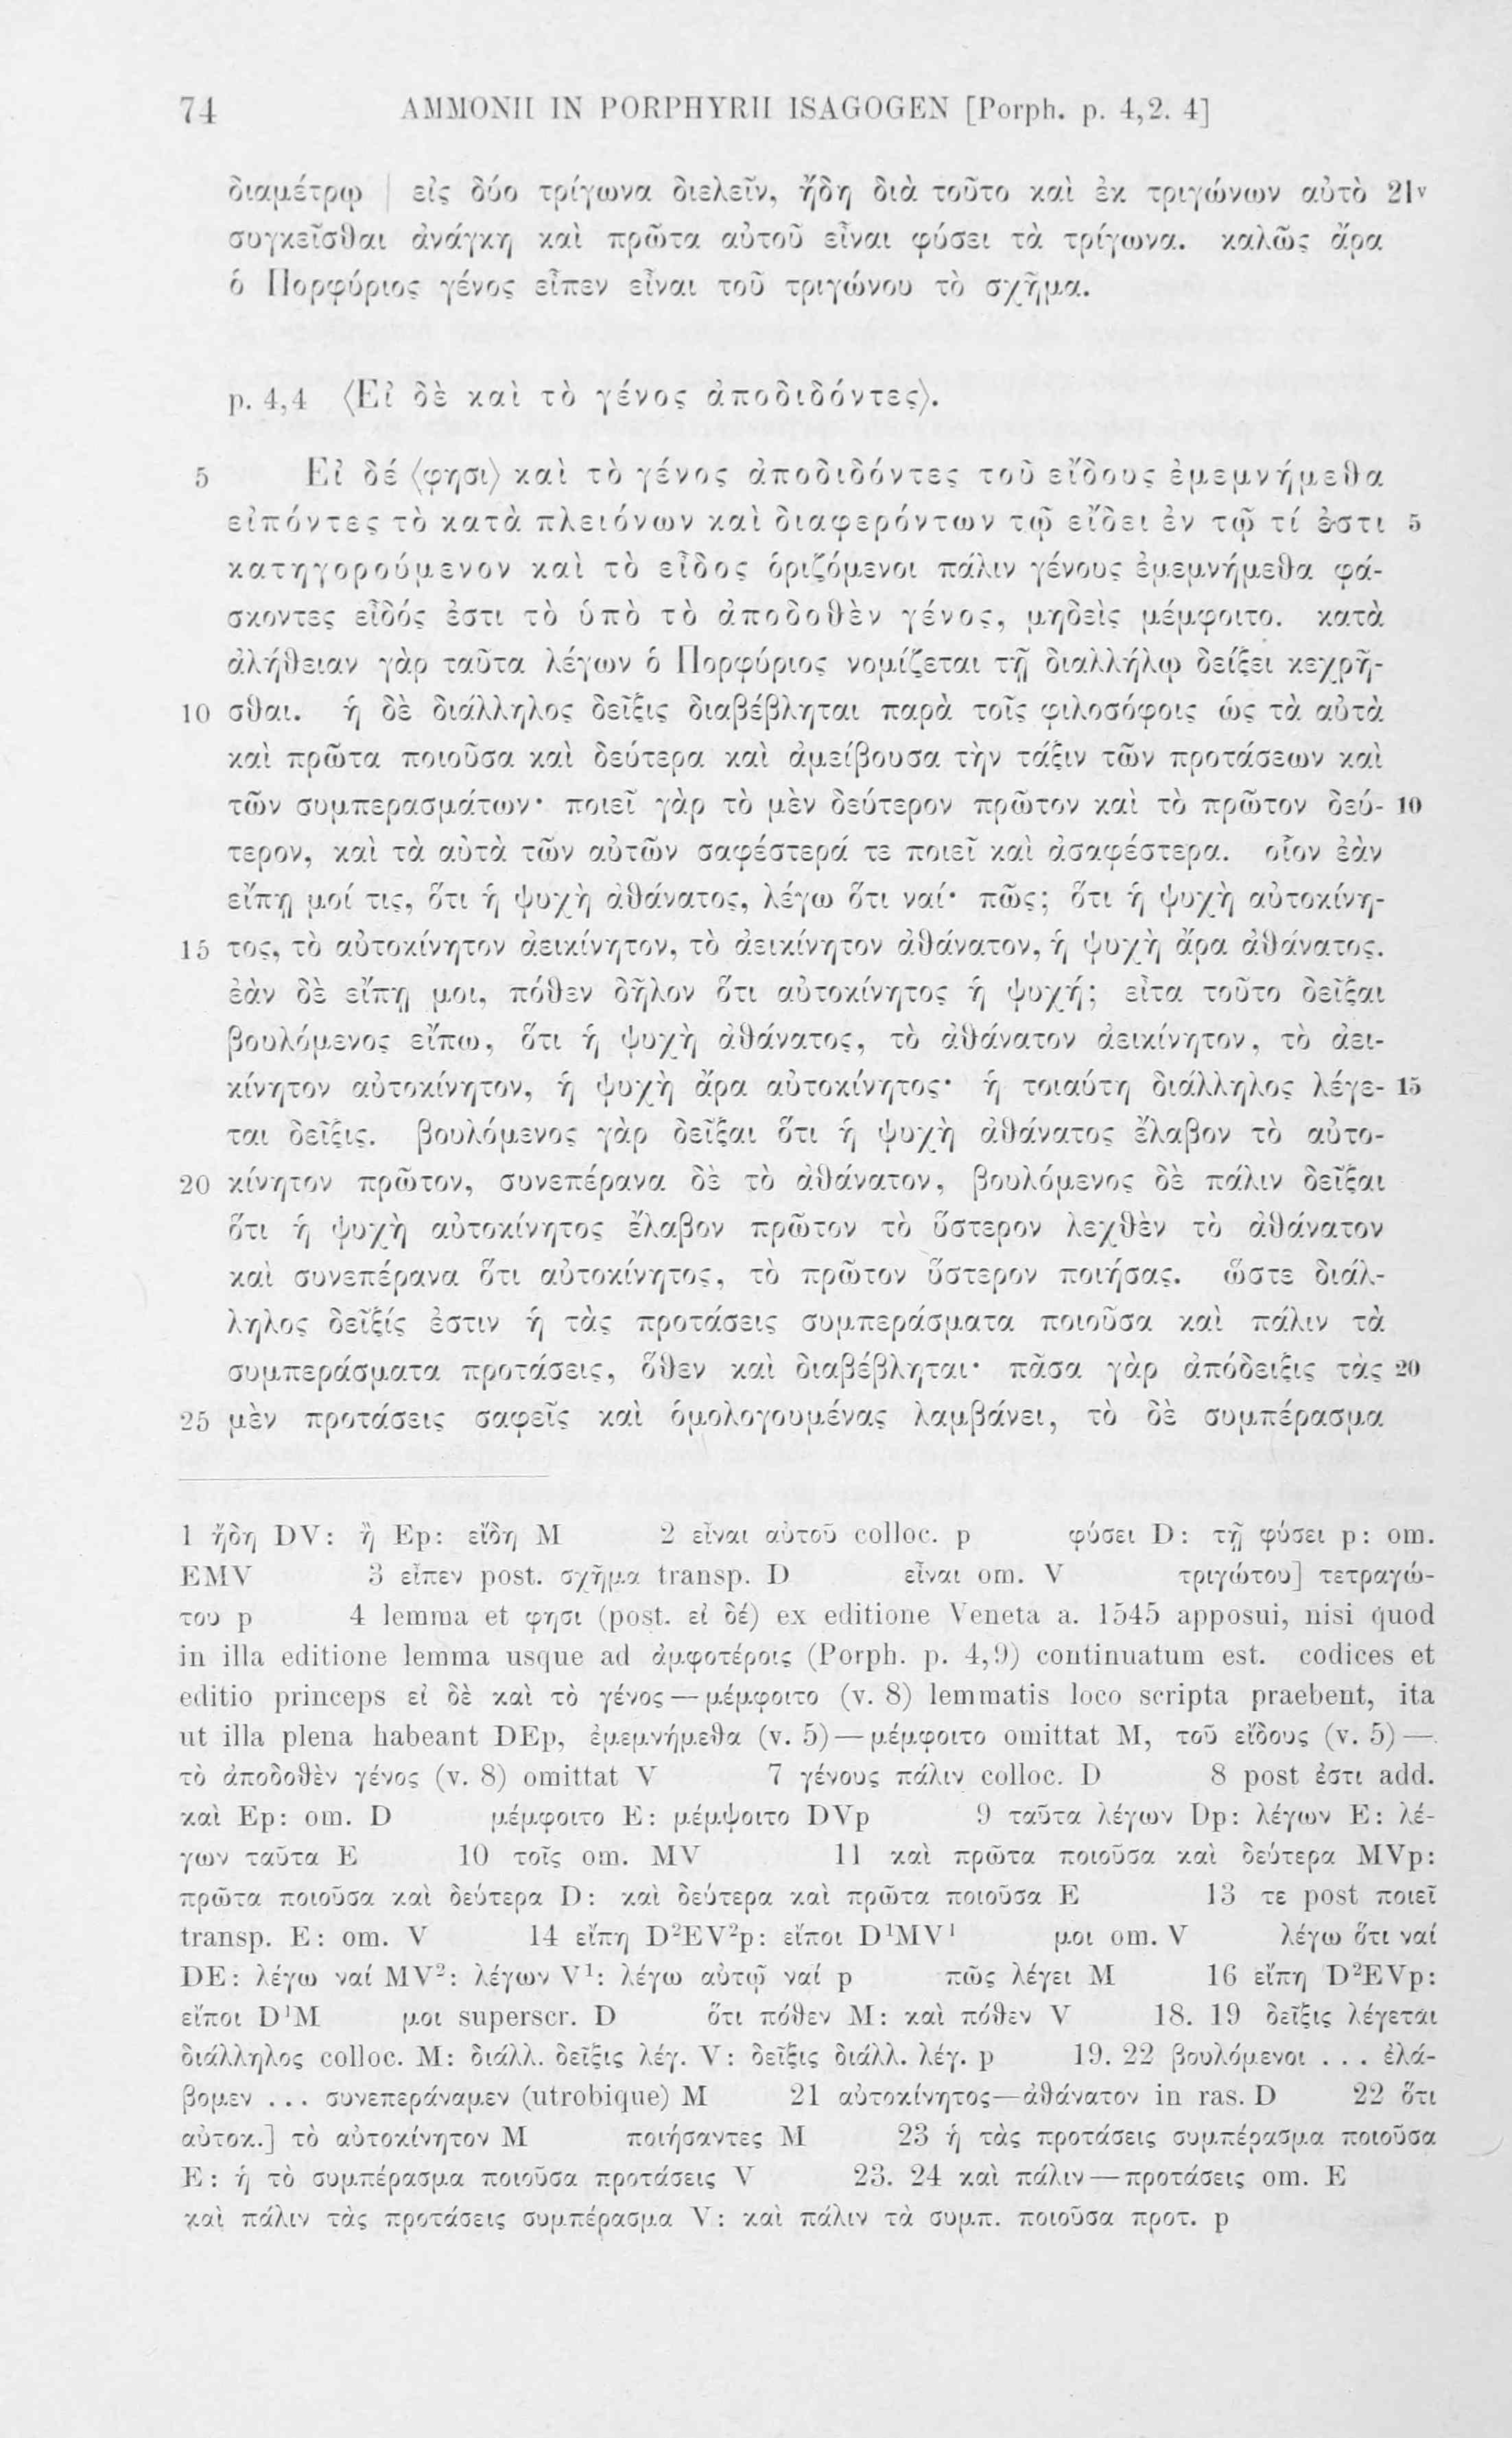 74 AMMONII IN PORPHYRII ISAGOGEN [Porph. p. 4,2. 4]
διαμέτρῳ | εἰς δύο τρίγωνα διελεῖν, ἤδη διὰ τοῦτο καὶ ἐκ τριγώνων αὐτὸ 21v
συγκεῖσθαι ἀνάγκη καὶ πρῶτα αὐτοῦ εἶναι φύσει τὰ τρίγωνα. καλῶς ἄρα
ὁ Πορφύριος γένος εἶπεν εἶναι τοῦ τριγώνου τὸ σχῆμα.
p. 4,4 ⟨Εἰ δὲ καὶ τὸ γένος ἀποδιδόντες⟩.
5 Εἰ δέ ⟨φησι⟩ καὶ τὸ γένος ἀποδιδόντες τοῦ εἴδους ἐμεμνήμεθα
εἰπόντες τὸ κατὰ πλειόνων καὶ διαφερόντων τῷ εἴδει ἐν τῷ τί ἐστι 5
κατηγορούμενον καὶ τὸ εἶδος ὁριζόμενοι πάλιν γένους ἐμεμνήμεθα φά-
σκοντες εἶδός ἐστι τὸ ὑπὸ τὸ ἀποδοθὲν γένος, μηδεὶς μέμφοιτο. κατὰ
ἀλήθειαν γὰρ ταῦτα λέγων ὁ Πορφύριος νομίζεται τῇ διαλλήλῳ δείξει κεχρῆ-
10 σθαι. ἡ δὲ διάλληλος δεῖξις διαβέβληται παρὰ τοῖς φιλοσόφοις ὡς τὰ αὐτὰ
καὶ πρῶτα ποιοῦσα καὶ δεύτερα καὶ ἀμείβουσα τὴν τάξιν τῶν προτάσεων καὶ
τῶν συμπερασμάτων· ποιεῖ γὰρ τὸ μὲν δεύτερον πρῶτον καὶ τὸ πρῶτον δεύ- 10
τερον, καὶ τὰ αὐτὰ τῶν αὐτῶν σαφέστερά τε ποιεῖ καὶ ἀσαφέστερα. οἷον ἐὰν
εἴπῃ μοί τις, ὅτι ἡ ψυχὴ ἀθάνατος, λέγω ὅτι ναί· πῶς; ὅτι ἡ ψυχὴ αὐτοκίνη-
15 τος, τὸ αὐτοκίνητον ἀεικίνητον, τὸ ἀεικίνητον ἀθάνατον, ἡ ψυχὴ ἄρα ἀθάνατος.
ἐὰν δὲ εἴπῃ μοι, πόθεν δῆλον ὅτι αὐτοκίνητος ἡ ψυχή; εἶτα τοῦτο δεῖξαι
βουλόμενος εἴπω, ὅτι ἡ ψυχὴ ἀθάνατος, τὸ ἀθάνατον ἀεικίνητον, τὸ ἀει-
κίνητον αὐτοκίνητον, ἡ ψυχὴ ἄρα αὐτοκίνητος· ἡ τοιαύτη διάλληλος λέγε- 15
ται δεῖξις. βουλόμενος γὰρ δεῖξαι ὅτι ἡ ψυχὴ ἀθάνατος ἔλαβον τὸ αὐτο-
20 κίνητον πρῶτον, συνεπέρανα δὲ τὸ ἀθάνατον, βουλόμενος δὲ πάλιν δεῖξαι
ὅτι ἡ ψυχὴ αὐτοκίνητος ἔλαβον πρῶτον τὸ ὕστερον λεχθὲν τὸ ἀθάνατον
καὶ συνεπέρανα ὅτι αὐτοκίνητος, τὸ πρῶτον ὕστερον ποιήσας. ὥστε διάλ-
ληλος δεῖξίς ἐστιν ἡ τὰς προτάσεις συμπεράσματα ποιοῦσα καὶ πάλιν τὰ
συμπεράσματα προτάσεις, ὅθεν καὶ διαβέβληται· πᾶσα γὰρ ἀπόδειξις τὰς 20
25 μὲν προτάσεις σαφεῖς καὶ ὁμολογουμένας λαμβάνει, τὸ δὲ συμπέρασμα
1 ἤδη DV: ἢ Ep: εἴδη M 2 εἶναι αὐτοῦ colloc. p φύσει D: τῇ φύσει p: om.
EMV 3 εἶπεν post. σχῆμα transp. D εἶναι om. V τριγώτου] τετραγώ-
του p 4 lemma et φησι (post. εἰ δέ) ex editione Veneta a. 1545 apposui, nisi quod
in illa editione lemma usque ad ἀμφοτέροις (Porph. p. 4,9) continuatum est. codices et
editio princeps εἰ δὲ καὶ τὸ γένος — μέμφοιτο (v. 8) lemmatis loco scripta praebent, ita
ut illa plena habeant DEp, ἐμεμνήμεθα (v. 5) — μέμφοιτο omittat M, τοῦ εἴδους (v. 5) —
τὸ ἀποδοθὲν γένος (v. 8) omittat V 7 γένους πάλιν colloc. D 8 post ἐστι add.
καὶ Ep: om. D μέμφοιτο E: μέμψοιτο DVp 9 ταῦτα λέγων Dp: λέγων E: λέ-
γων ταῦτα E 10 τοῖς om. MV 11 καὶ πρῶτα ποιοῦσα καὶ δεύτερα MVp:
πρῶτα ποιοῦσα καὶ δεύτερα D: καὶ δεύτερα καὶ πρῶτα ποιοῦσα E 13 τε post ποιεῖ
transp. E: om. V 14 εἴπη D²EV²p: εἴποι D¹MV¹ μοι om. V λέγω ὅτι ναί
DE: λέγω ναί MV²: λέγων V¹: λέγω αὐτῷ ναί p πῶς λέγει M 16 εἴπη D²EVp:
εἴποι D¹M μοι superscr. D ὅτι πόθεν M: καὶ πόθεν V 18. 19 δεῖξις λέγεται
διάλληλος colloc. M: διάλλ. δεῖξις λέγ. V: δεῖξις διάλλ. λέγ. p 19. 22 βουλόμενοι . . . ἐλά-
βομεν . . . συνεπεράναμεν (utrobique) M 21 αὐτοκίνητος—ἀθάνατον in ras. D 22 ὅτι
αὐτοκ.] τὸ αὐτοκίνητον M ποιήσαντες M 23 ἡ τὰς προτάσεις συμπέρασμα ποιοῦσα
E: ἡ τὸ συμπέρασμα ποιοῦσα προτάσεις V 23. 24 καὶ πάλιν — προτάσεις om. E
καὶ πάλιν τὰς προτάσεις συμπέρασμα V: καὶ πάλιν τὰ συμπ. ποιοῦσα προτ. p